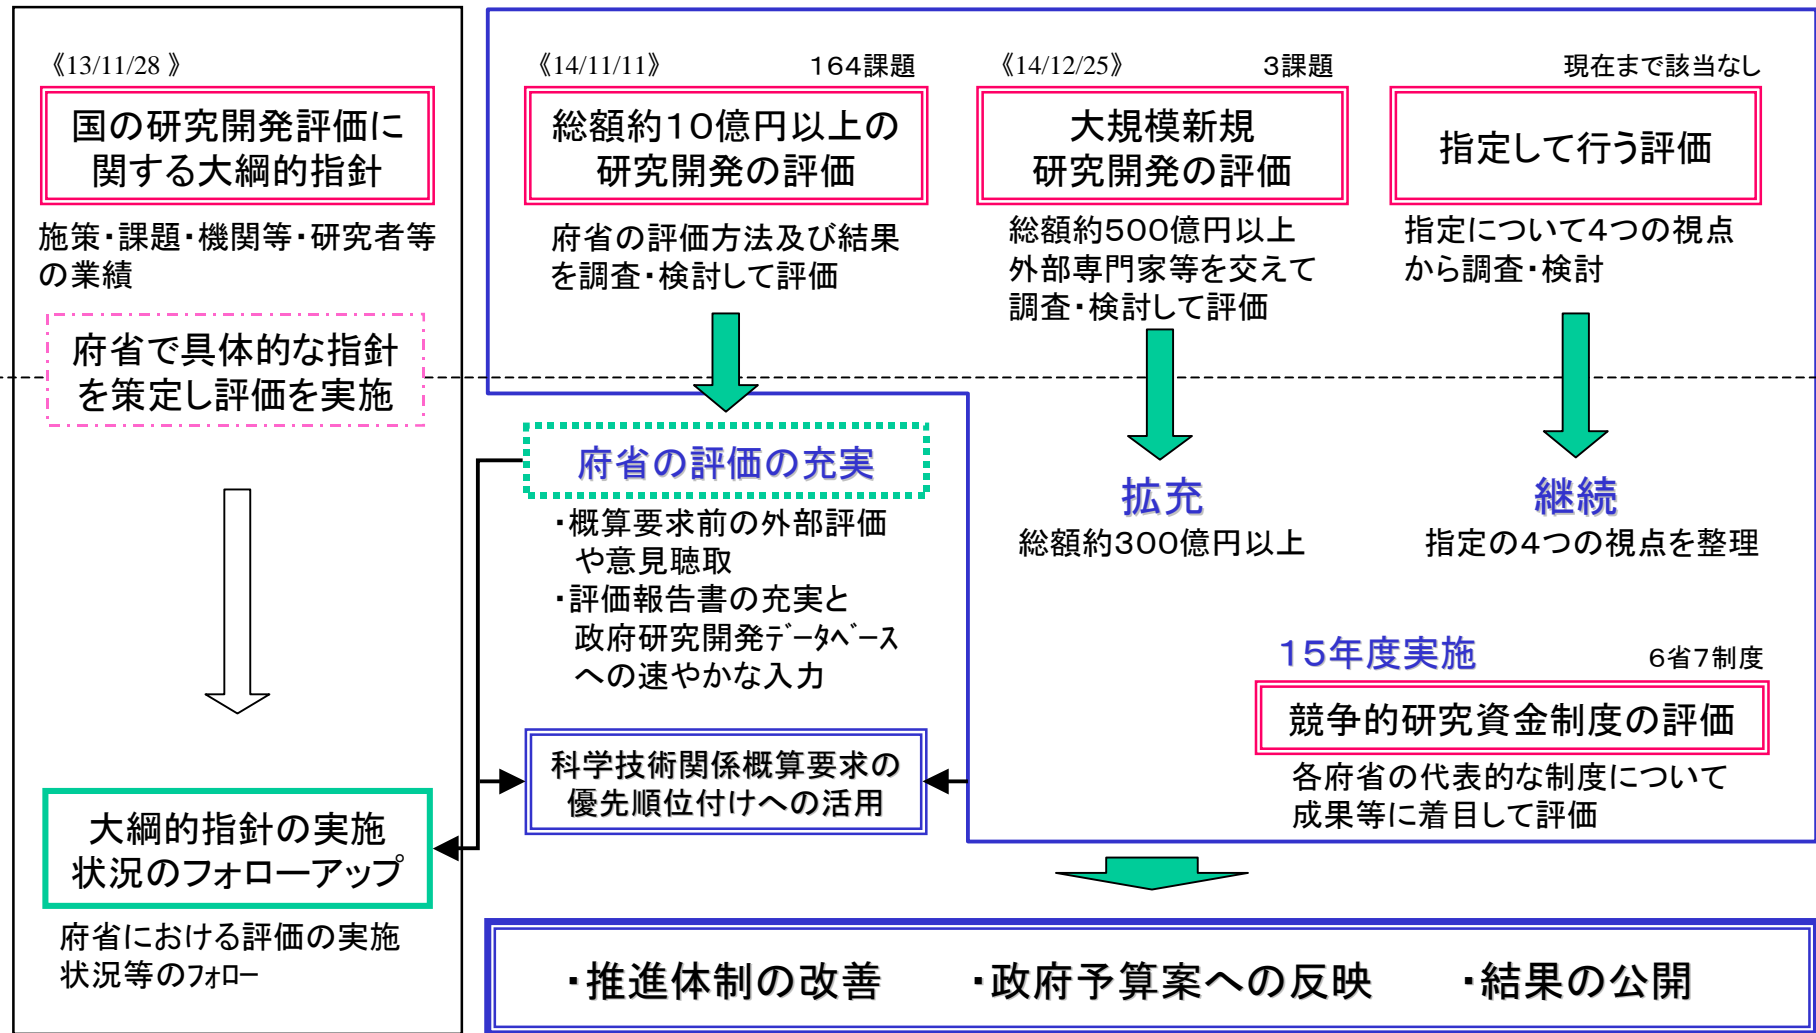 《13/11/28 》
国の研究開発評価に
関する大綱的指針
施策・課題・機関等・研究者等
の業績
府省で具体的な指針
を策定し評価を実施
大綱的指針の実施
状況のフォローアップ
府省における評価の実施
状況等のﾌｫﾛｰ
《14/11/11》 164課題
総額約10億円以上の
研究開発の評価
府省の評価方法及び結果
を調査・検討して評価
府省の評価の充実
・概算要求前の外部評価
や意見聴取
・評価報告書の充実と
政府研究開発ﾃﾞｰﾀﾍﾞｰｽ
への速やかな入力
科学技術関係概算要求の
優先順位付けへの活用
《14/12/25》 3課題
大規模新規
研究開発の評価
総額約500億円以上
外部専門家等を交えて
調査・検討して評価
拡充
総額約300億円以上
現在まで該当なし
指定して行う評価
指定について4つの視点
から調査・検討
継続
指定の4つの視点を整理
15年度実施 6省7制度
競争的研究資金制度の評価
各府省の代表的な制度について
成果等に着目して評価
・推進体制の改善 ・政府予算案への反映 ・結果の公開